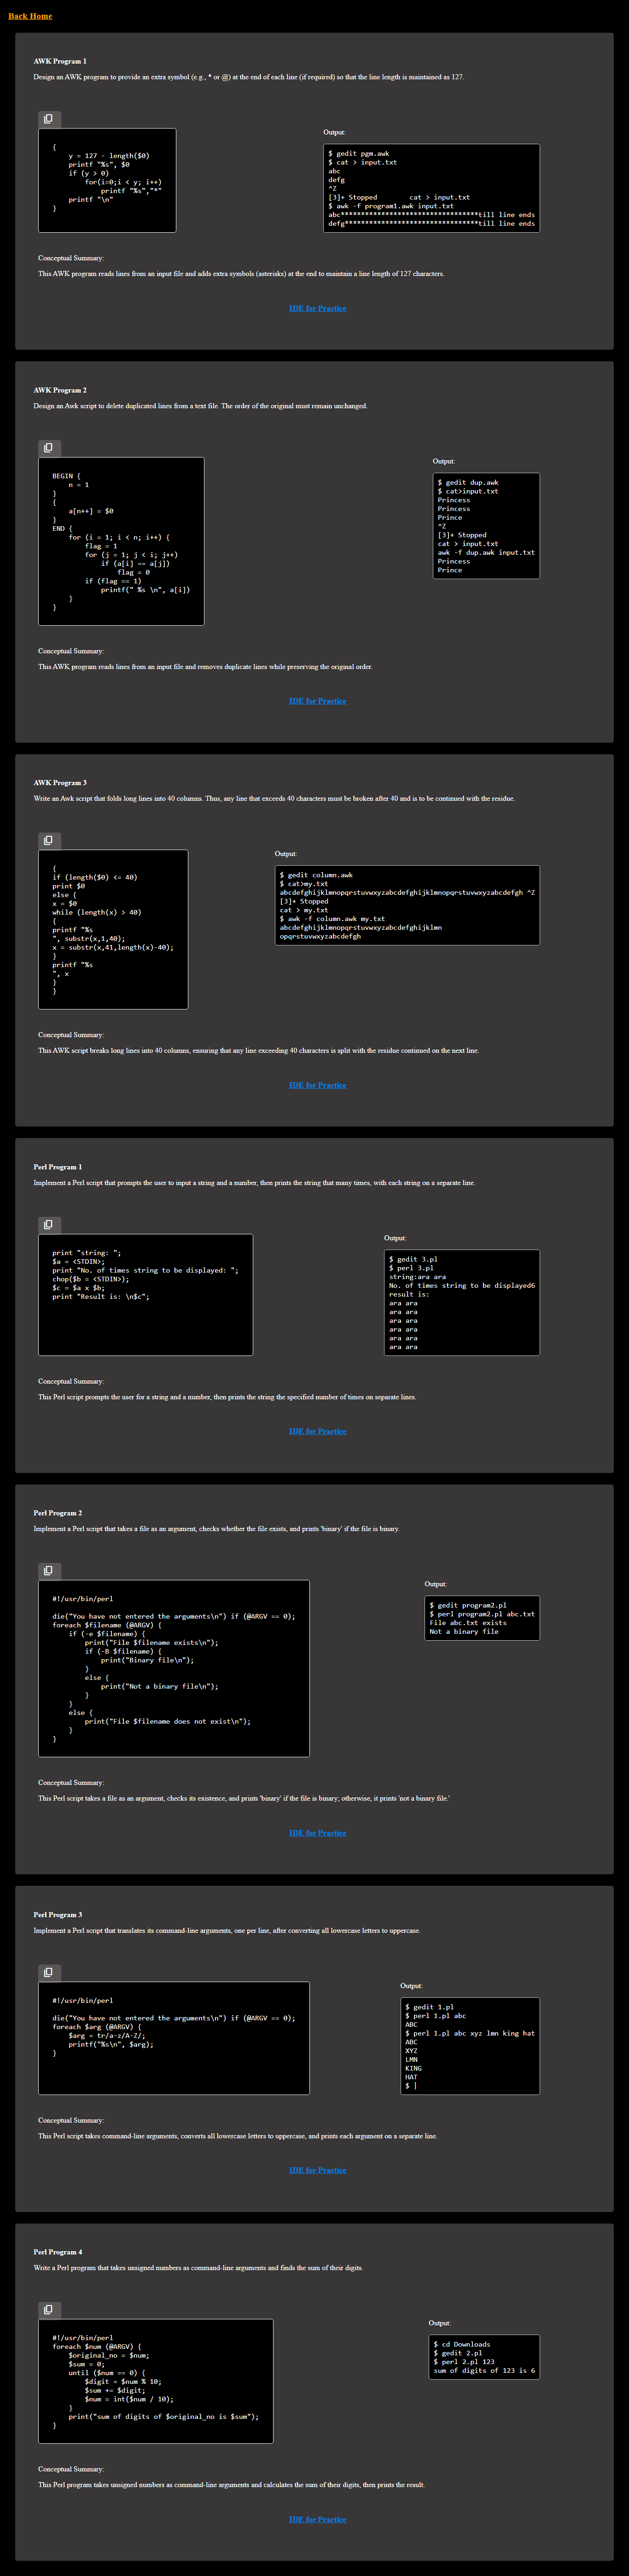 Back Home
AWK Program 1
Design an AWK program to provide an extra symbol (e.g., * or @) at the end of each line (if required) so that the line length is maintained as 127.
{
    y = 127 - length($0)
    printf "%s", $0
    if (y > 0)
        for(i=0;i < y; i++)
            printf "%s","*"
    printf "\n"
}
Output:
$ gedit pgm.awk
$ cat > input.txt
abc
defg
^Z
[3]+ Stopped        cat > input.txt
$ awk -f program1.awk input.txt
abc**********************************till line ends
defg*********************************till line ends
Conceptual Summary:
This AWK program reads lines from an input file and adds extra symbols (asterisks) at the end to maintain a line length of 127 characters.
IDE for Practice
AWK Program 2
Design an Awk script to delete duplicated lines from a text file. The order of the original must remain unchanged.
BEGIN {
    n = 1
}
{
    a[n++] = $0
}
END {
    for (i = 1; i < n; i++) {
        flag = 1
        for (j = 1; j < i; j++)
            if (a[i] == a[j])
                flag = 0
        if (flag == 1)
            printf(" %s \n", a[i])
    }
}
Output:
$ gedit dup.awk
$ cat>input.txt
Princess
Princess
Prince
^Z
[3]+ Stopped
cat > input.txt
awk -f dup.awk input.txt
Princess
Prince
Conceptual Summary:
This AWK program reads lines from an input file and removes duplicate lines while preserving the original order.
IDE for Practice
AWK Program 3
Write an Awk script that folds long lines into 40 columns. Thus, any line that exceeds 40 characters must be broken after 40 and is to be continued with the residue.
{
if (length($0) <= 40)
print $0
else {
x = $0
while (length(x) > 40)
{
printf "%s
", substr(x,1,40);
x = substr(x,41,length(x)-40);
}
printf "%s
", x
}
}
Output:
$ gedit column.awk
$ cat>my.txt
abcdefghijklmnopqrstuvwxyzabcdefghijklmnopqrstuvwxyzabcdefgh ^Z
[3]+ Stopped
cat > my.txt
$ awk -f column.awk my.txt
abcdefghijklmnopqrstuvwxyzabcdefghijklmn
opqrstuvwxyzabcdefgh
Conceptual Summary:
This AWK script breaks long lines into 40 columns, ensuring that any line exceeding 40 characters is split with the residue continued on the next line.
IDE for Practice
Perl Program 1
Implement a Perl script that prompts the user to input a string and a number, then prints the string that many times, with each string on a separate line.
print "string: ";
$a = <STDIN>;
print "No. of times string to be displayed: ";
chop($b = <STDIN>);
$c = $a x $b;
print "Result is: \n$c";
Output:
$ gedit 3.pl
$ perl 3.pl
string:ara ara
No. of times string to be displayed6
result is:
ara ara
ara ara
ara ara
ara ara
ara ara
ara ara
Conceptual Summary:
This Perl script prompts the user for a string and a number, then prints the string the specified number of times on separate lines.
IDE for Practice
Perl Program 2
Implement a Perl script that takes a file as an argument, checks whether the file exists, and prints 'binary' if the file is binary.
#!/usr/bin/perl
die("You have not entered the arguments\n") if (@ARGV == 0);
foreach $filename (@ARGV) {
    if (-e $filename) {
        print("File $filename exists\n");
        if (-B $filename) {
            print("Binary file\n");
        }
        else {
            print("Not a binary file\n");
        }
    }
    else {
        print("File $filename does not exist\n");
    }
}
Output:
$ gedit program2.pl
$ perl program2.pl abc.txt
File abc.txt exists
Not a binary file
Conceptual Summary:
This Perl script takes a file as an argument, checks its existence, and prints 'binary' if the file is binary; otherwise, it prints 'not a binary file.'
IDE for Practice
Perl Program 3
Implement a Perl script that translates its command-line arguments, one per line, after converting all lowercase letters to uppercase.
#!/usr/bin/perl
die("You have not entered the arguments\n") if (@ARGV == 0);
foreach $arg (@ARGV) {
    $arg = tr/a-z/A-Z/;
    printf("%s\n", $arg);
}
Output:
$ gedit 1.pl
$ perl 1.pl abc
ABC
$ perl 1.pl abc xyz lmn king hat
ABC
XYZ
LMN
KING
HAT
$ |
Conceptual Summary:
This Perl script takes command-line arguments, converts all lowercase letters to uppercase, and prints each argument on a separate line.
IDE for Practice
Perl Program 4
Write a Perl program that takes unsigned numbers as command-line arguments and finds the sum of their digits.
#!/usr/bin/perl
foreach $num (@ARGV) {
    $original_no = $num;
    $sum = 0;
    until ($num == 0) {
        $digit = $num % 10;
        $sum += $digit;
        $num = int($num / 10);
    }
    print("sum of digits of $original_no is $sum");
}
Output:
$ cd Downloads
$ gedit 2.pl
$ perl 2.pl 123
sum of digits of 123 is 6
Conceptual Summary:
This Perl program takes unsigned numbers as command-line arguments and calculates the sum of their digits, then prints the result.
IDE for Practice